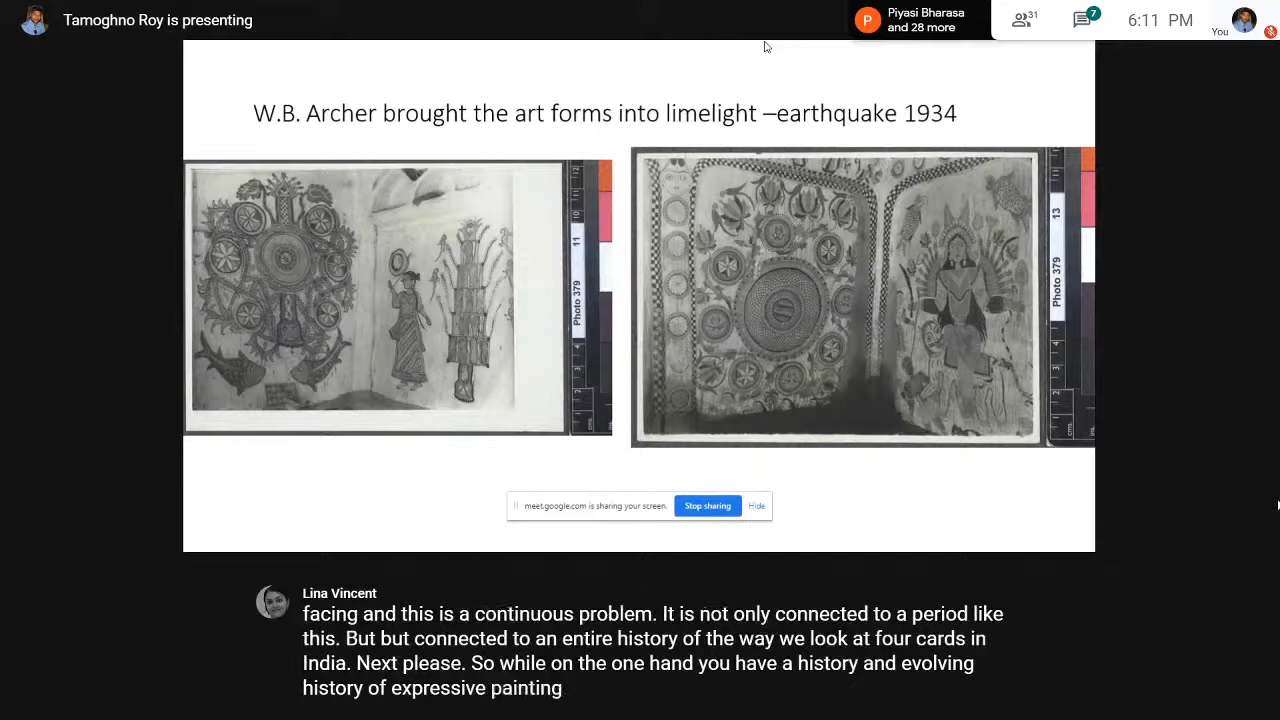 Tamoghno Roy is presenting
P
Piyasi Bharasa
and 28 more
31
7
6:11 PM
You
W.B. Archer brought the art forms into limelight –earthquake 1934
Photo 379
11
Photo 379
13
cms.
ins.
cms.
meet.google.com is sharing your screen.
Stop sharing
Hide
Lina Vincent
facing and this is a continuous problem. It is not only connected to a period like
this. But but connected to an entire history of the way we look at four cards in
India. Next please. So while on the one hand you have a history and evolving
history of expressive painting